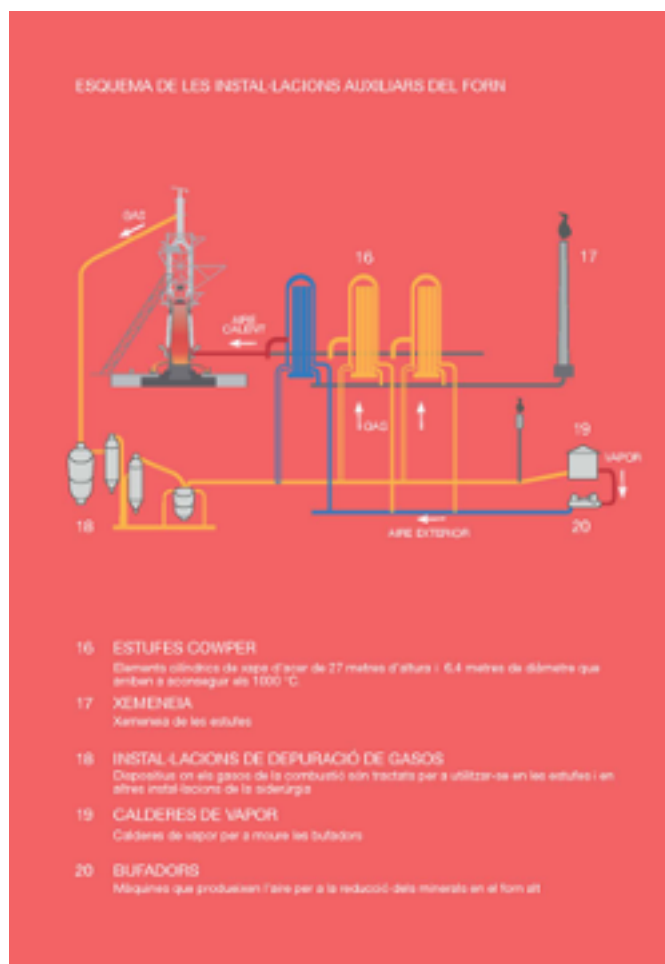 ESQUEMA DE LES INSTAL·LACIONS AUXILIARS DEL FORN
GAS
16
17
AIRE
CALENT
GAS
19
VAPOR
18
20
AIRE EXTERIOR
16 ESTUFES COWPER
Elements cilíndrics de xapa d'acer de 27 metres d'altura i 6,4 metres de diàmetre que
arriben a aconseguir els 1000 °C
17 XEMENEIA
Xemeneia de les estufes
18 INSTAL·LACIONS DE DEPURACIÓ DE GASOS
Dispositius on els gasos de la combustió són tractats per a utilitzar-se en les estufes i en
altres instal·lacions de la siderúrgia
19 CALDERES DE VAPOR
Calderes de vapor per a moure les bufadors
20 BUFADORS
Màquines que produeixen l'aire per a la reducció dels minerals en el forn alt